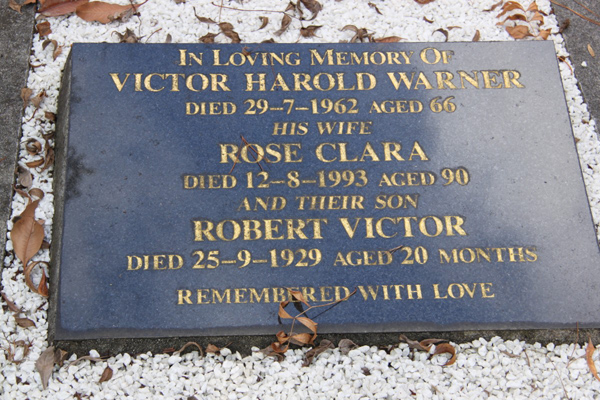 In Loving Memory Of
VICTOR HAROLD WARNER
DIED 29-7-1962 AGED 66
HIS WIFE
ROSE CLARA
DIED 12-8-1993 AGED 90
AND THEIR SON
ROBERT VICTOR
DIED 25-9-1929 AGED 20 MONTHS
REMEMBERED WITH LOVE